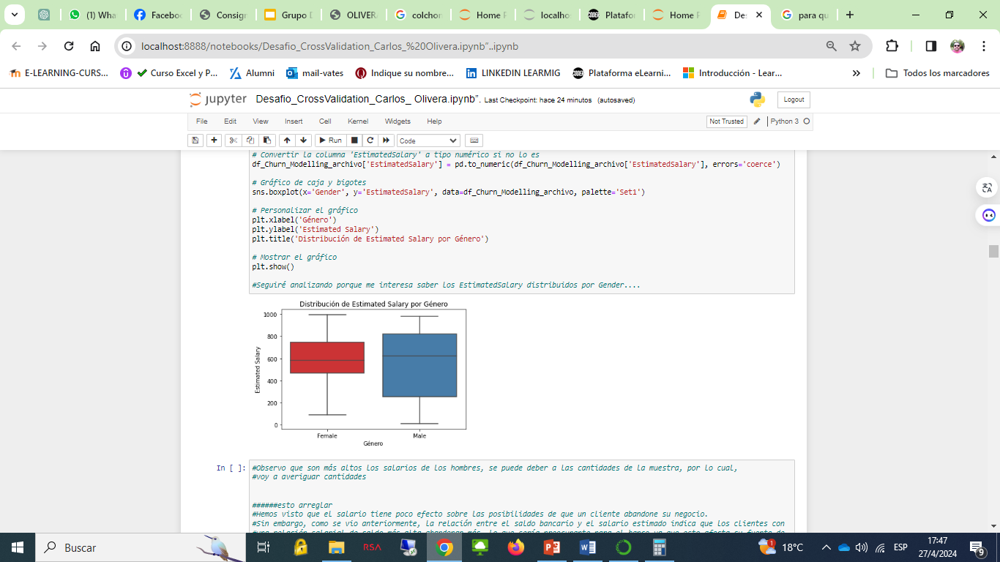 (1) Wha
Faceboo
Consign
Grupo D
OLIVERA
colchon
Home P
localhos
Platafor
Home P
Des
para qu
localhost:8888/notebooks/Desafio_CrossValidation_Carlos_%20Olivera.ipynb"..ipynb
E-LEARNING-CURS...
Curso Excel y P...
Alumni
mail-vates
Indique su nombre...
LINKEDIN LEARMIG
Plataforma eLearni...
Introducción - Lear...
Todos los marcadores
jupyter Desafio_CrossValidation_Carlos_ Olivera.ipynb". Last Checkpoint: hace 24 minutos (autosaved)
Logout
File Edit View Insert Cell Kernel Widgets Help
Not Trusted
Python 3
Run
Code
# Convertir la columna 'EstimatedSalary' a tipo numérico si no lo es
df_Churn_Modelling_archivo['EstimatedSalary'] = pd.to_numeric(df_Churn_Modelling_archivo['EstimatedSalary'], errors='coerce')
# Gráfico de caja y bigotes
sns.boxplot(x='Gender', y='EstimatedSalary', data=df_Churn_Modelling_archivo, palette='Set1')
# Personalizar el gráfico
plt.xlabel('Género')
plt.ylabel('Estimated Salary')
plt.title('Distribución de Estimated Salary por Género')
# Mostrar el gráfico
plt.show()
#Seguiré analizando porque me interesa saber los EstimatedSalary distribuidos por Gender....
Distribución de Estimated Salary por Género
1000
800
600
400
200
0
Estimated Salary
Female
Male
Género
In [ ]:
#Observo que son más altos los salarios de los hombres, se puede deber a las cantidades de la muestra, por lo cual,
#voy a averiguar cantidades
######esto arreglar
#Hemos visto que el salario tiene poco efecto sobre las posibilidades de que un cliente abandone su negocio.
#Sin embargo, como se vio anteriormente, la relación entre el saldo bancario y el salario estimado indica que los clientes con
Buscar
RSA
18°C
ESP
17:47
27/4/2024
9